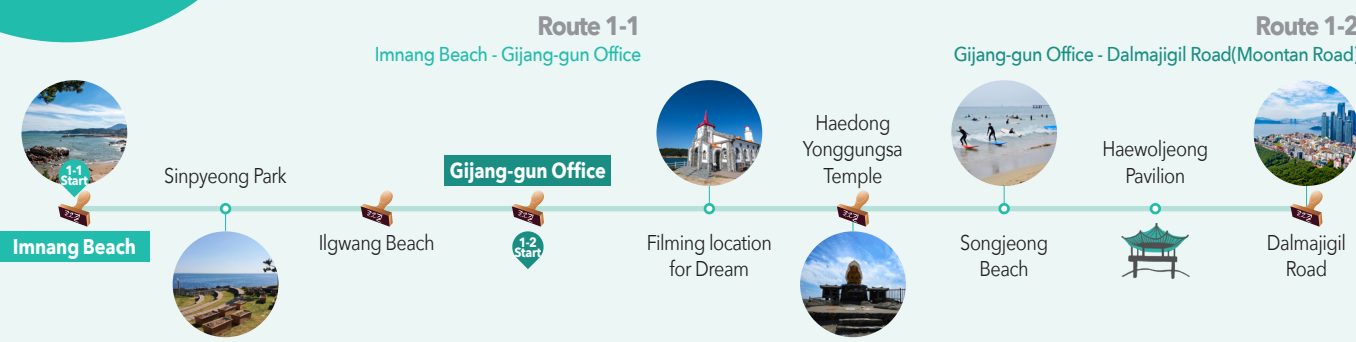 Route 1-1
Imnang Beach - Gijang-gun Office
Route 1-2
Gijang-gun Office - Dalmajigil Road(Moontan Road)
1-1
Start
Imnang Beach
Sinpyeong Park
Ilgwang Beach
Gijang-gun Office
1-2
Start
Filming location
for Dream
Haedong
Yonggungsa
Temple
Songjeong
Beach
Haewoljeong
Pavilion
Dalmajigil
Road